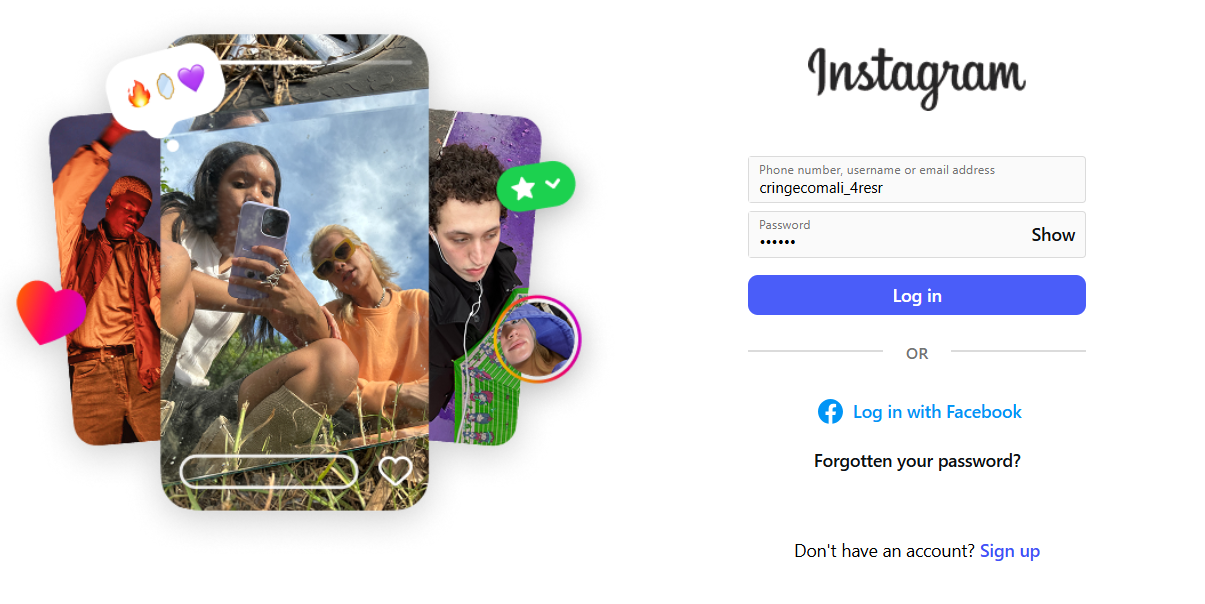 Instagram
Phone number, username or email address
cringecomali_4resr
Password
••••••
Show
Log in
OR
Log in with Facebook
Forgotten your password?
Don't have an account? Sign up